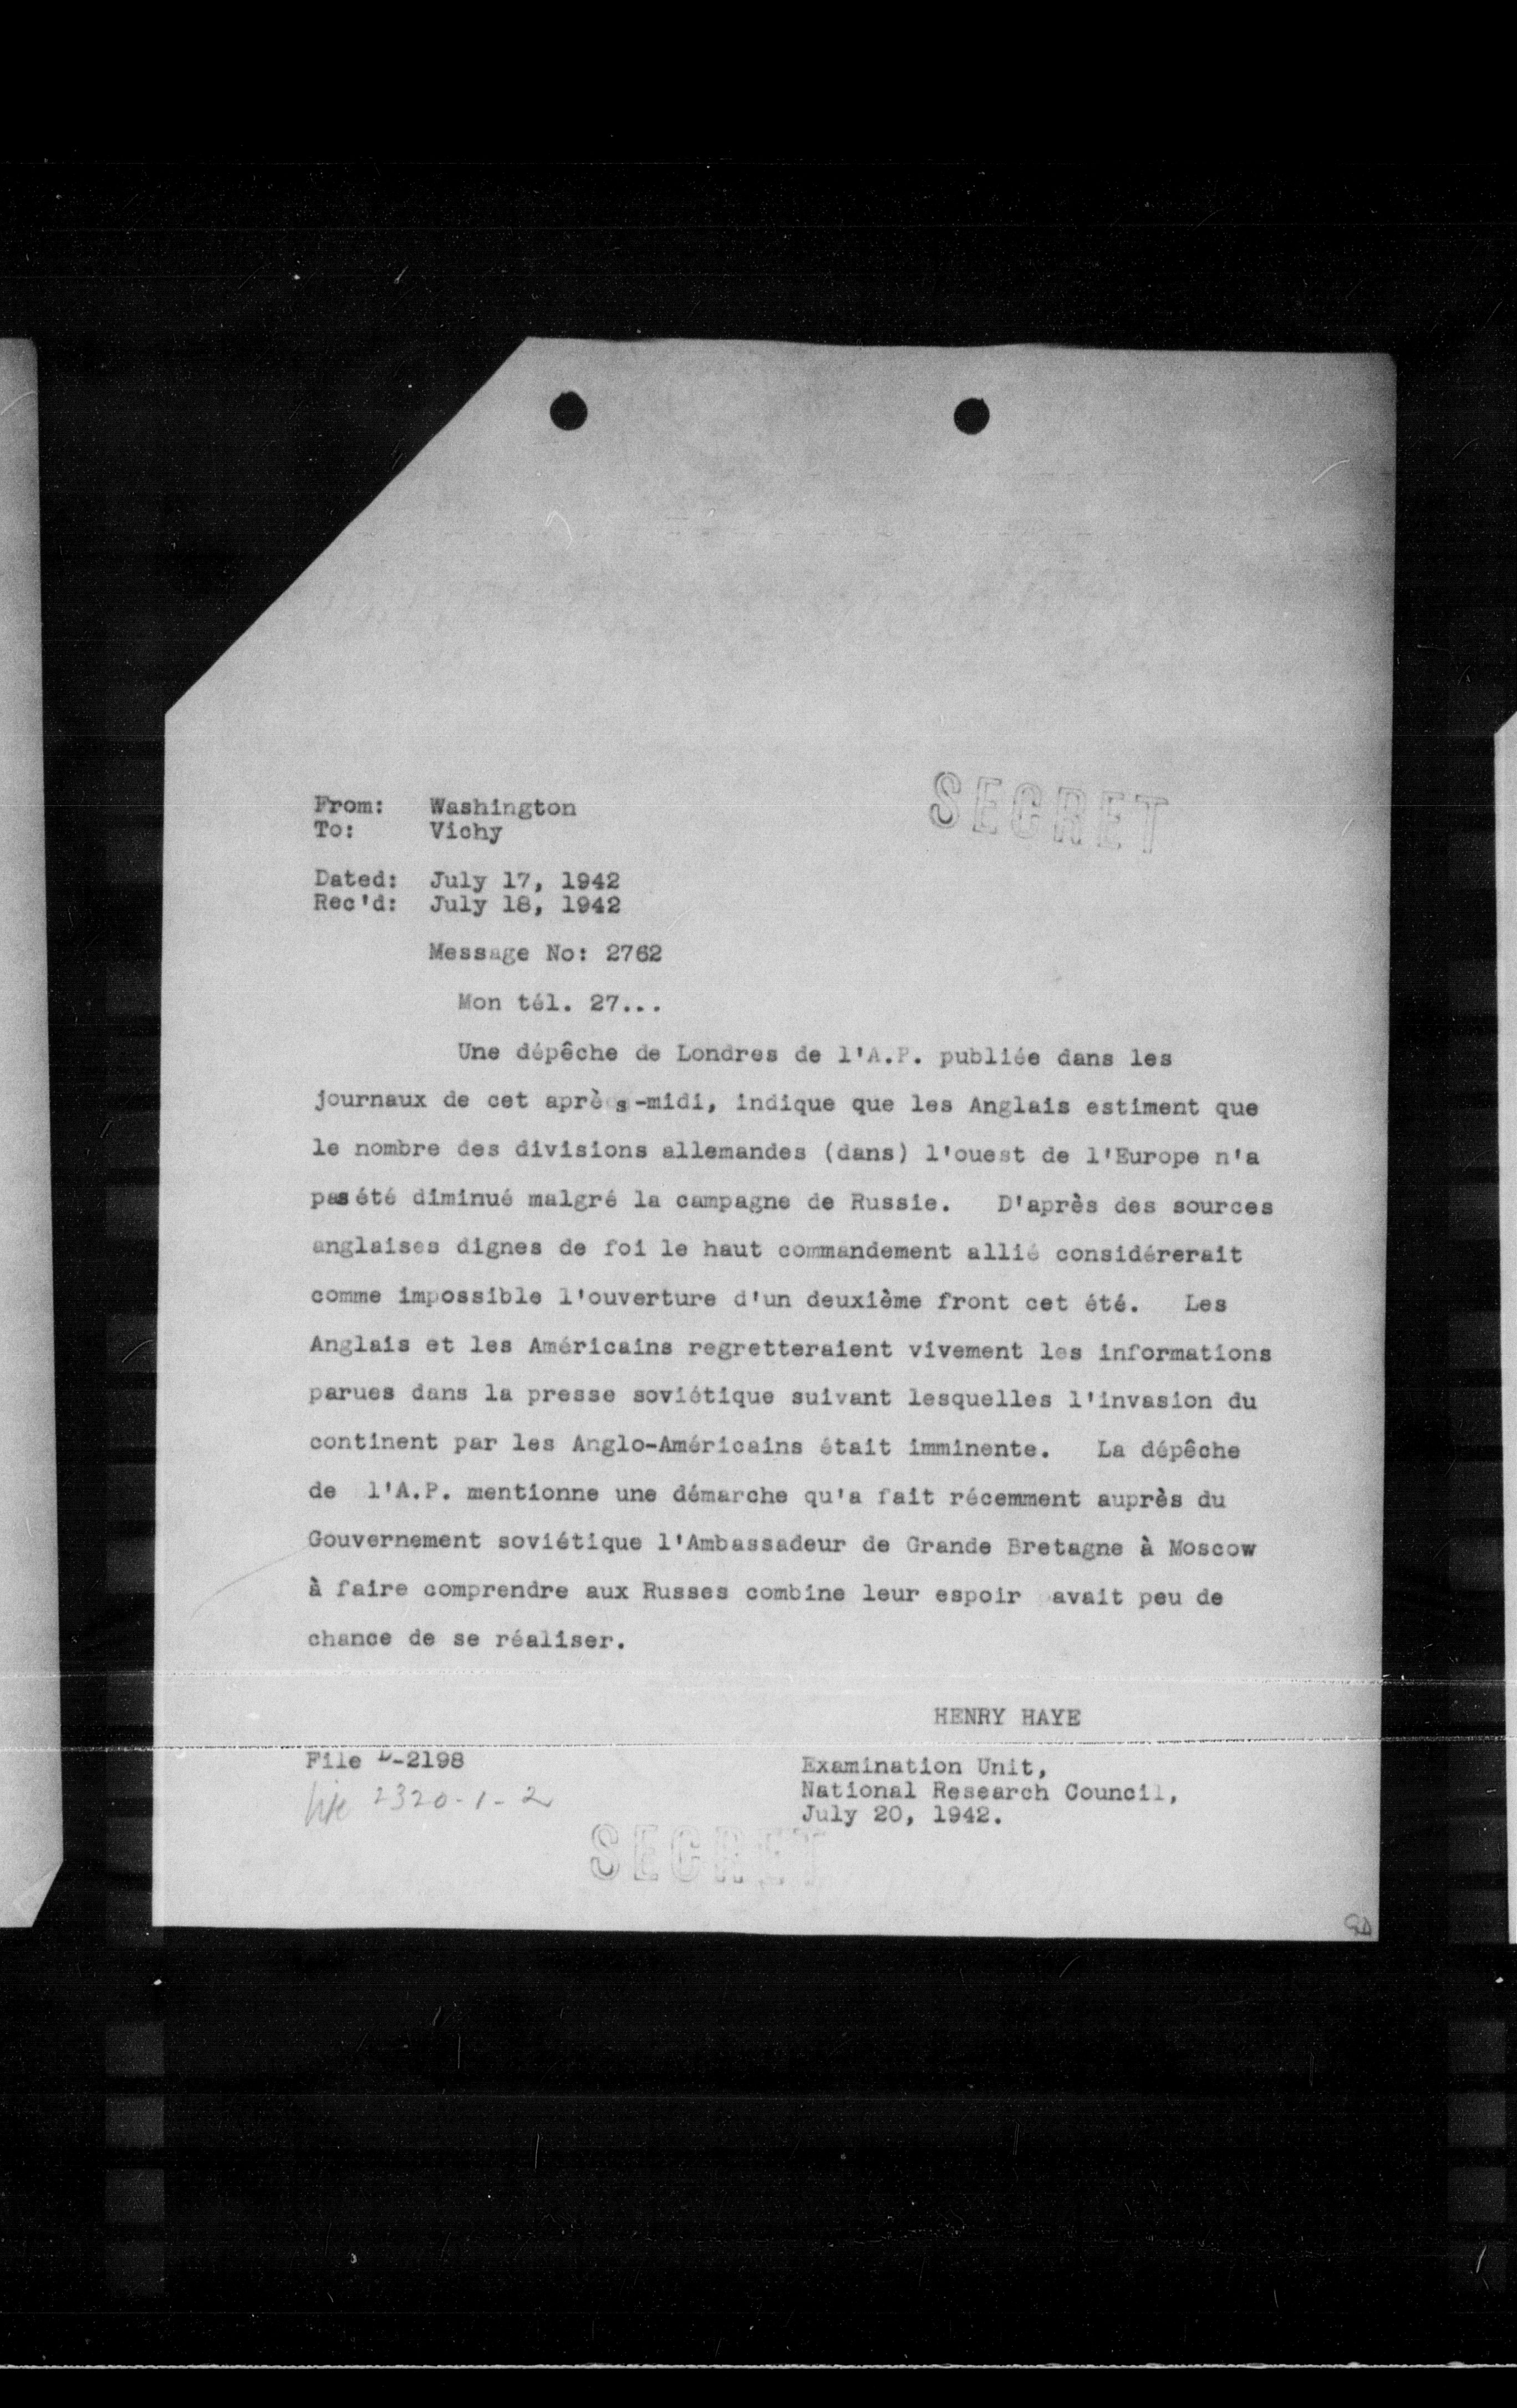 SECRET
From: Washington
To: Vichy
Dated: July 17, 1942
Rec'd: July 18, 1942
Message No: 2762
Mon tél. 27...
Une dépêche de Londres de l'A.P. publiée dans les
journaux de cet après-midi, indique que les Anglais estiment que
le nombre des divisions allemandes (dans) l'ouest de l'Europe n'a
pas été diminué malgré la campagne de Russie. D'après des sources
anglaises dignes de foi le haut commandement allié considérerait
comme impossible l'ouverture d'un deuxième front cet été. Les
Anglais et les Américains regretteraient vivement les informations
parues dans la presse soviétique suivant lesquelles l'invasion du
continent par les Anglo-Américains était imminente. La dépêche
de l'A.P. mentionne une démarche qu'a fait récemment auprès du
Gouvernement soviétique l'Ambassadeur de Grande Bretagne à Moscow
à faire comprendre aux Russes combine leur espoir avait peu de
chance de se réaliser.
HENRY HAYE
File D-2198
file 2320-1-2
Examination Unit,
National Research Council,
July 20, 1942.
SECRET